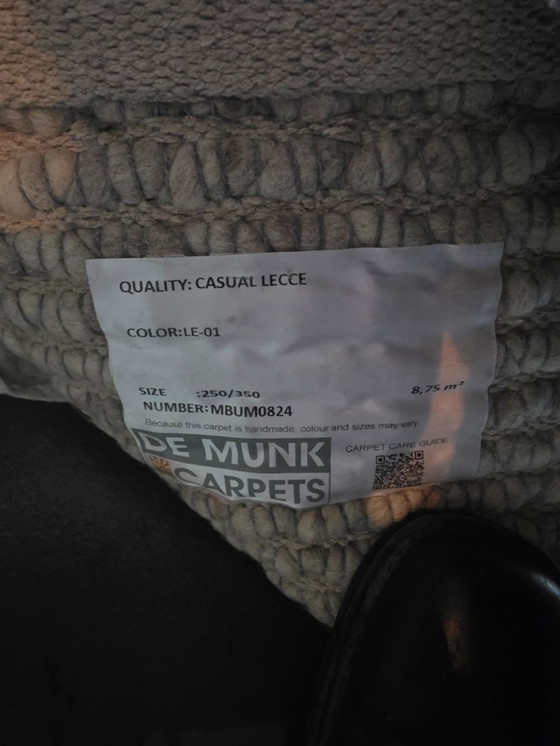 QUALITY: CASUAL LECCE
COLOR:LE-01
SIZE :250/350 8,75 m²
NUMBER:MBUM0824
Because this carpet is handmade, colour and sizes may vary
DE MUNK
CARPETS
CARPET CARE GUIDE